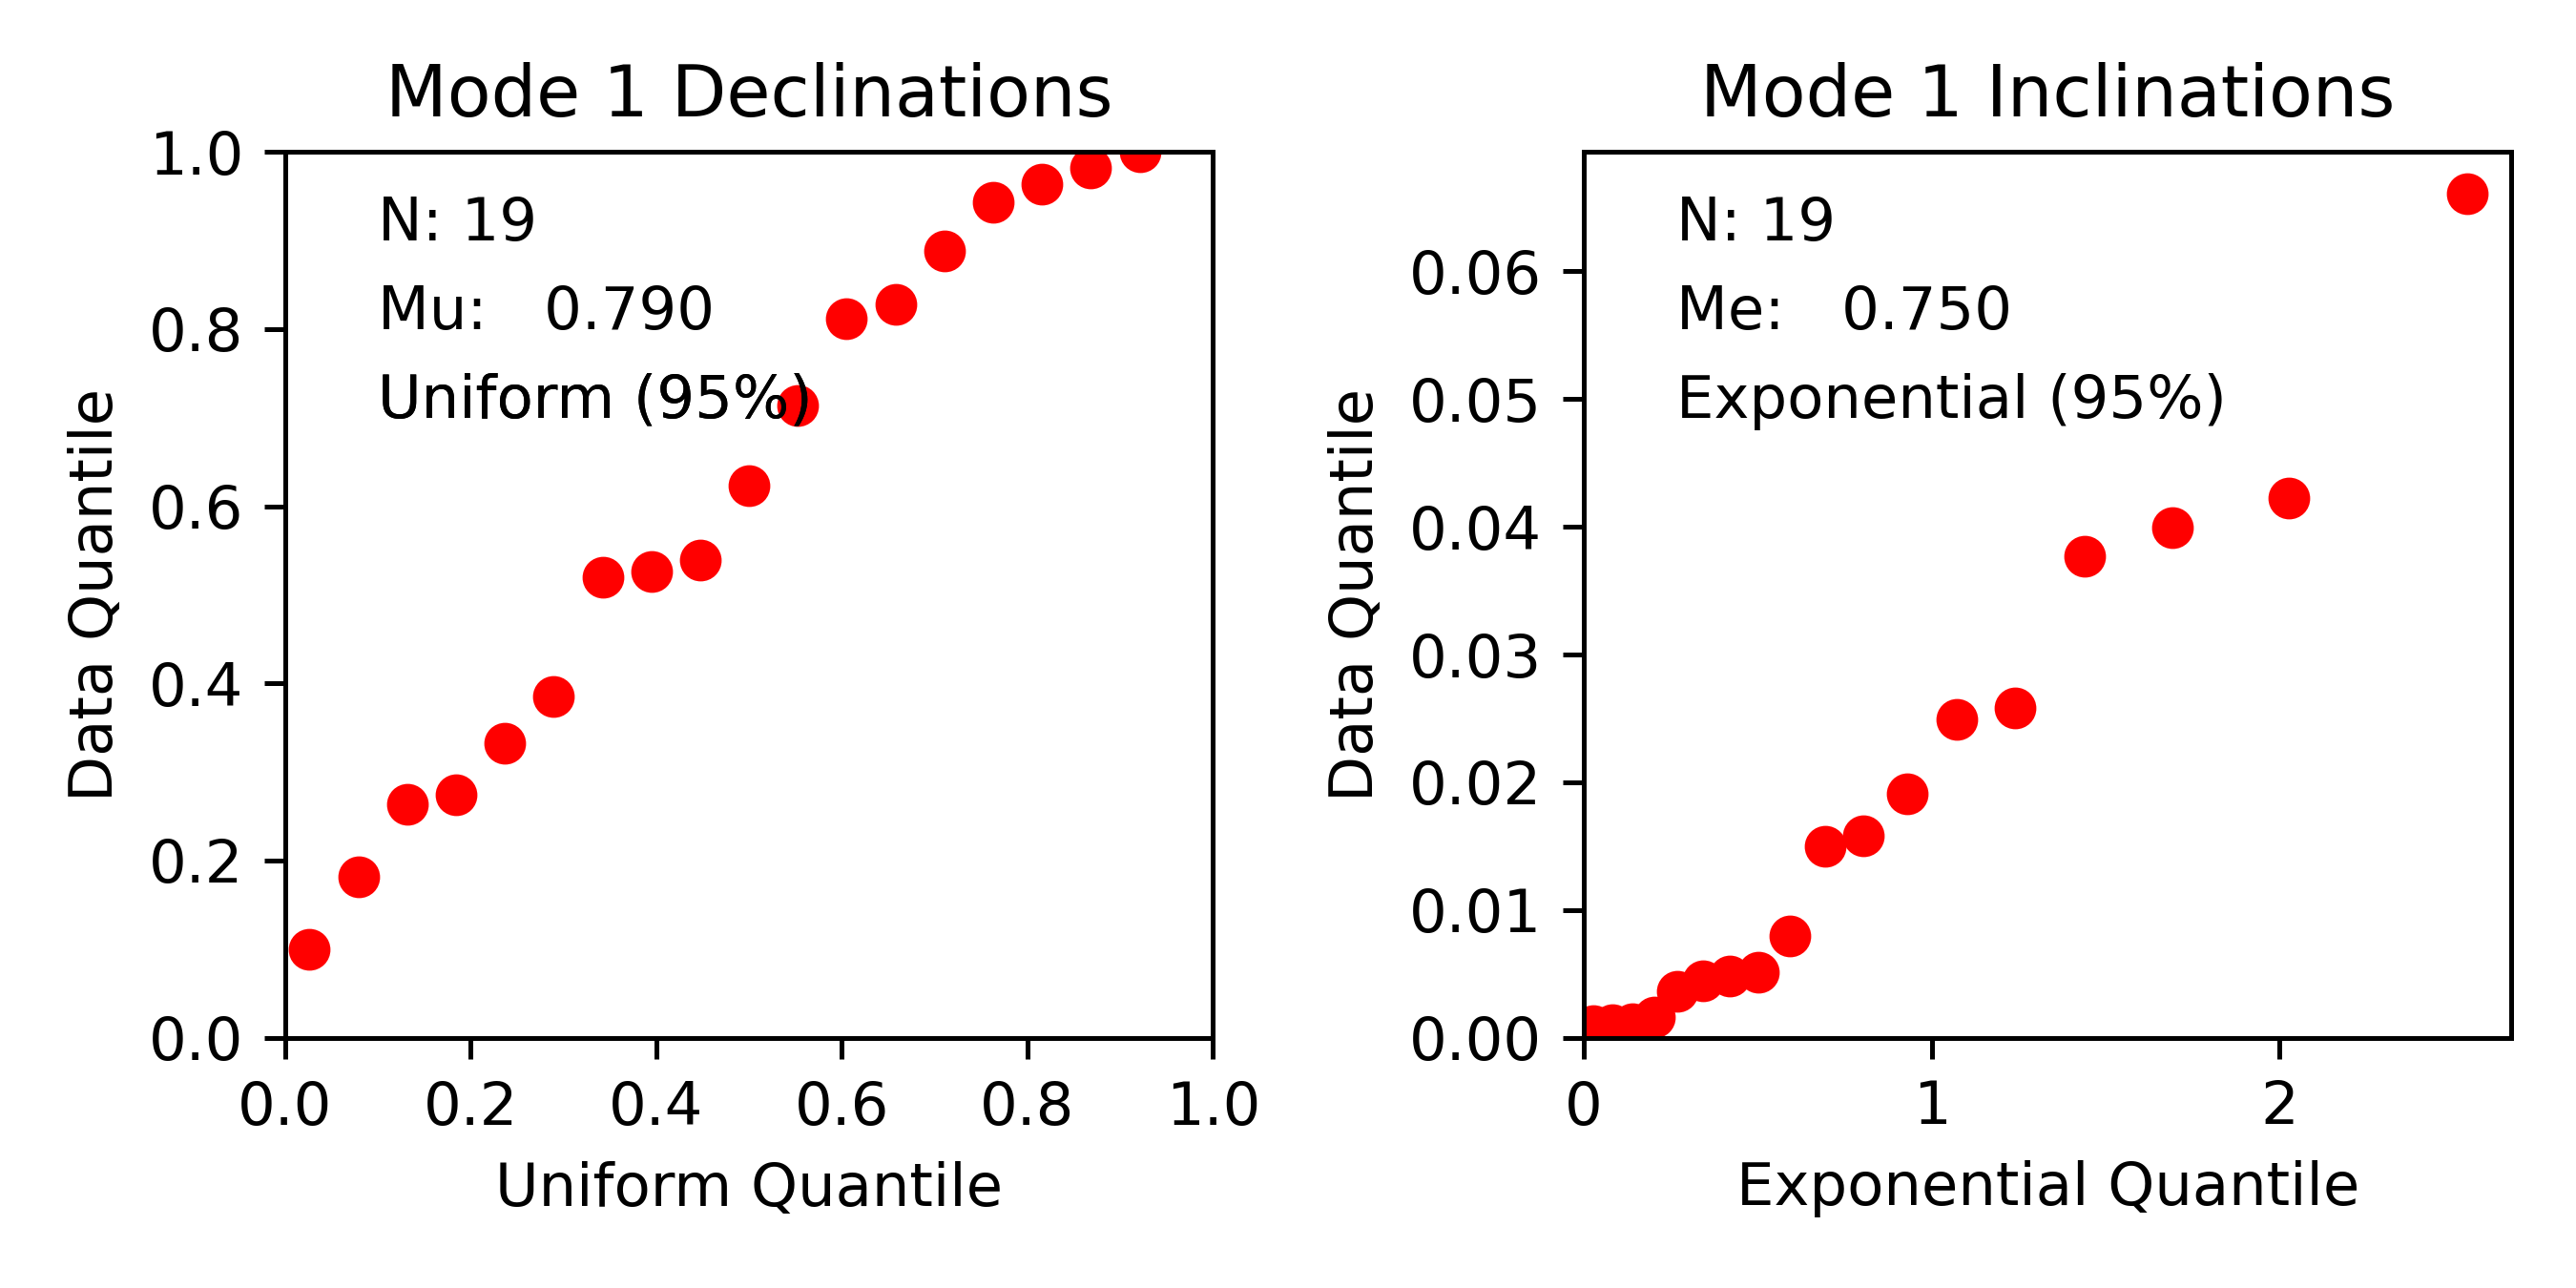 Mode 1 Declinations
N: 19
Mu: 0.790
Uniform (95%)
Data Quantile
1.0
0.8
0.6
0.4
0.2
0.0
0.0 0.2 0.4 0.6 0.8 1.0
Uniform Quantile
Mode 1 Inclinations
N: 19
Me: 0.750
Exponential (95%)
Data Quantile
0.06
0.05
0.04
0.03
0.02
0.01
0.00
0 1 2
Exponential Quantile